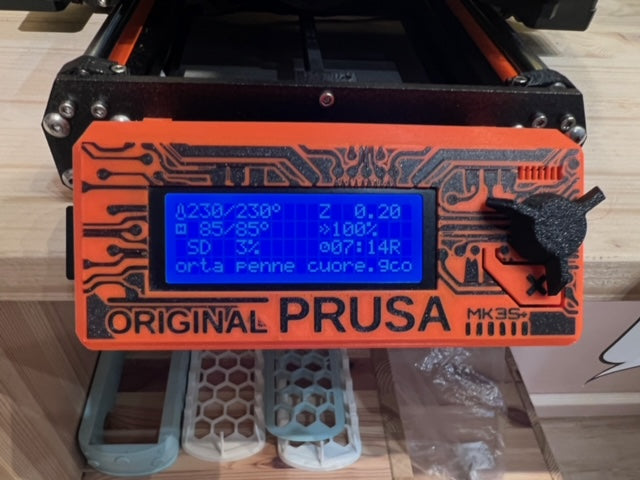 230/230° Z 0.20
85/85° 100%
SD 3% 07:14R
orta penne cuore.gco
ORIGINAL PRUSA MK3S+